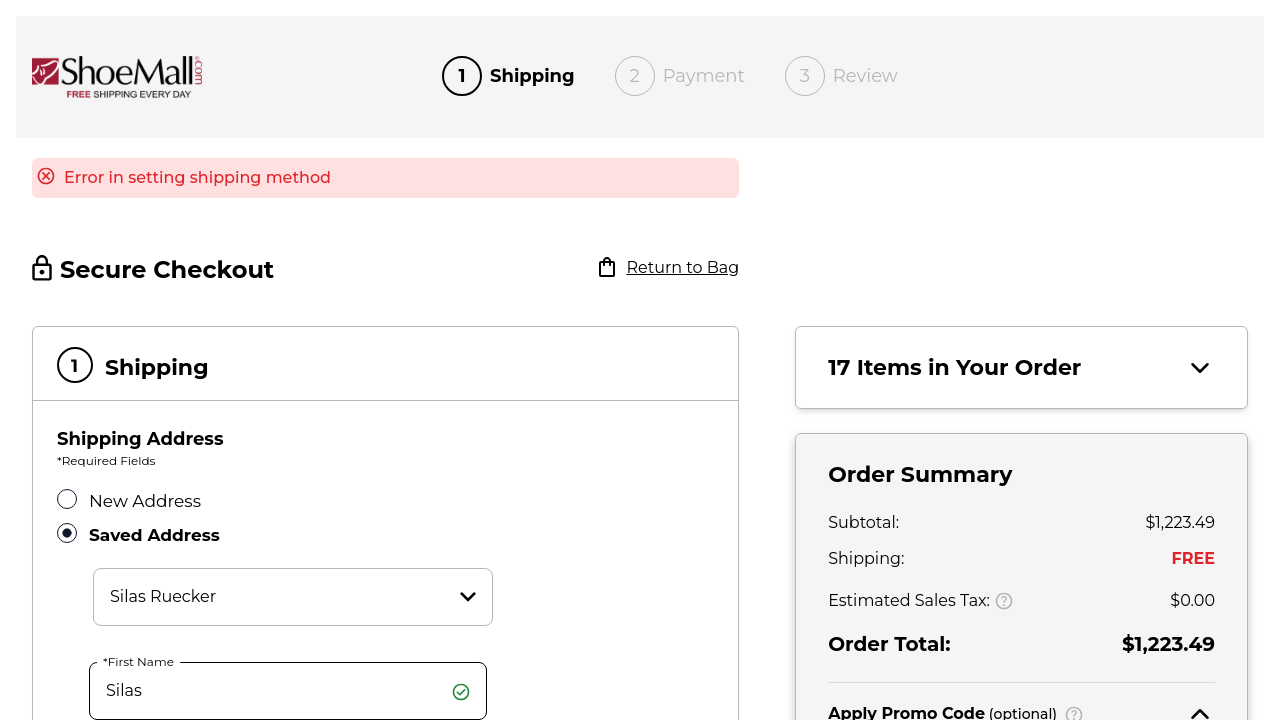 ShoeMall.com
FREE SHIPPING EVERY DAY
1 Shipping
2 Payment
3 Review
Error in setting shipping method
Secure Checkout
Return to Bag
1 Shipping
Shipping Address
*Required Fields
New Address
Saved Address
Silas Ruecker
*First Name
Silas
17 Items in Your Order
Order Summary
Subtotal: $1,223.49
Shipping: FREE
Estimated Sales Tax: ? $0.00
Order Total: $1,223.49
Apply Promo Code (optional) ?